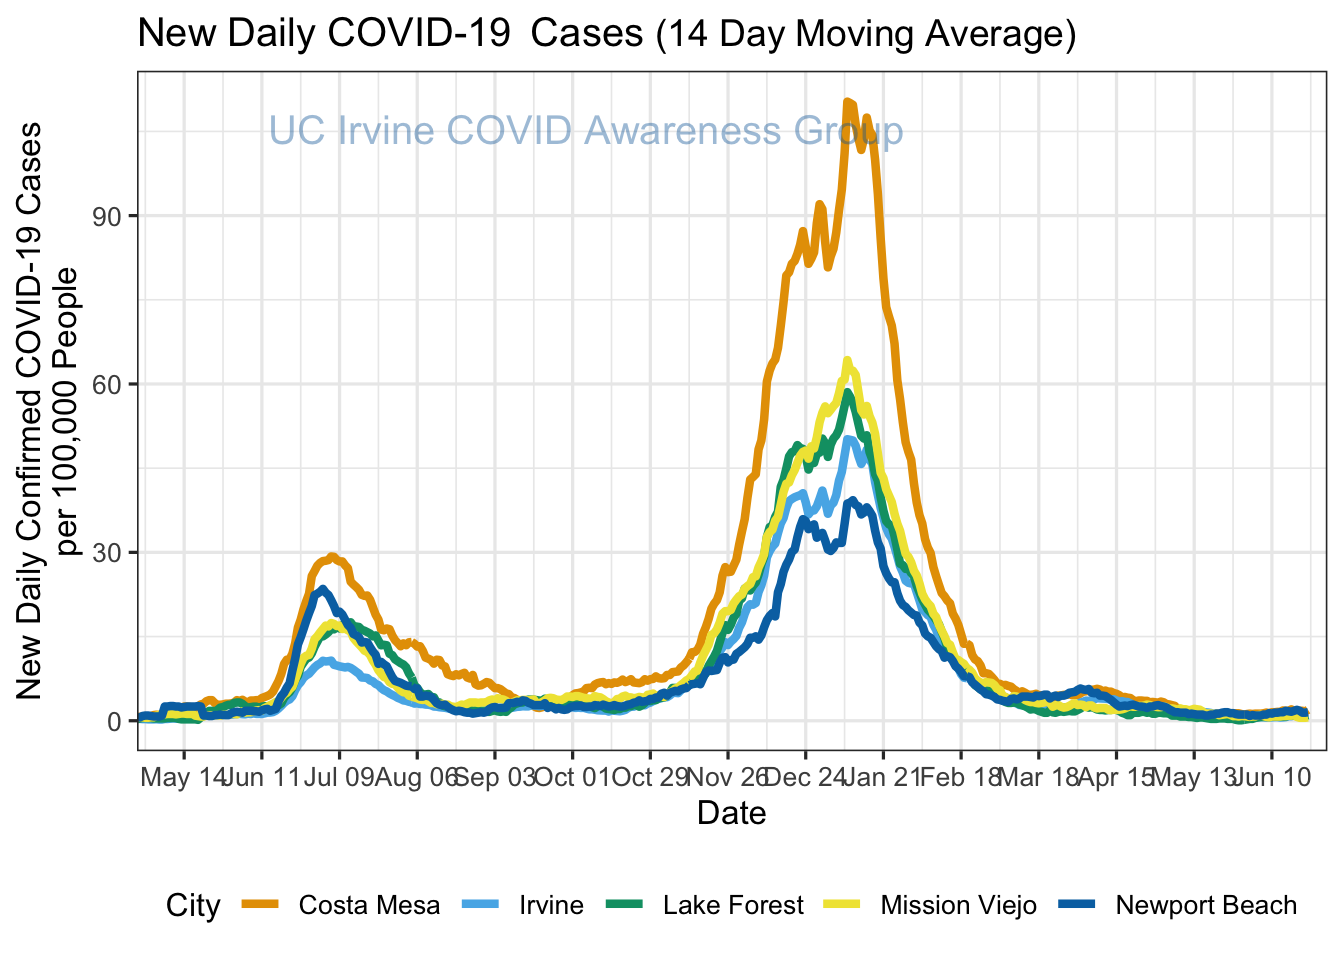 New Daily COVID-19 Cases (14 Day Moving Average)
UC Irvine COVID Awareness Group
New Daily Confirmed COVID-19 Cases
per 100,000 People
90
60
30
0
May 14 Jun 11 Jul 09 Aug 06 Sep 03 Oct 01 Oct 29 Nov 26 Dec 24 Jan 21 Feb 18 Mar 18 Apr 15 May 13 Jun 10
Date
City Costa Mesa Irvine Lake Forest Mission Viejo Newport Beach